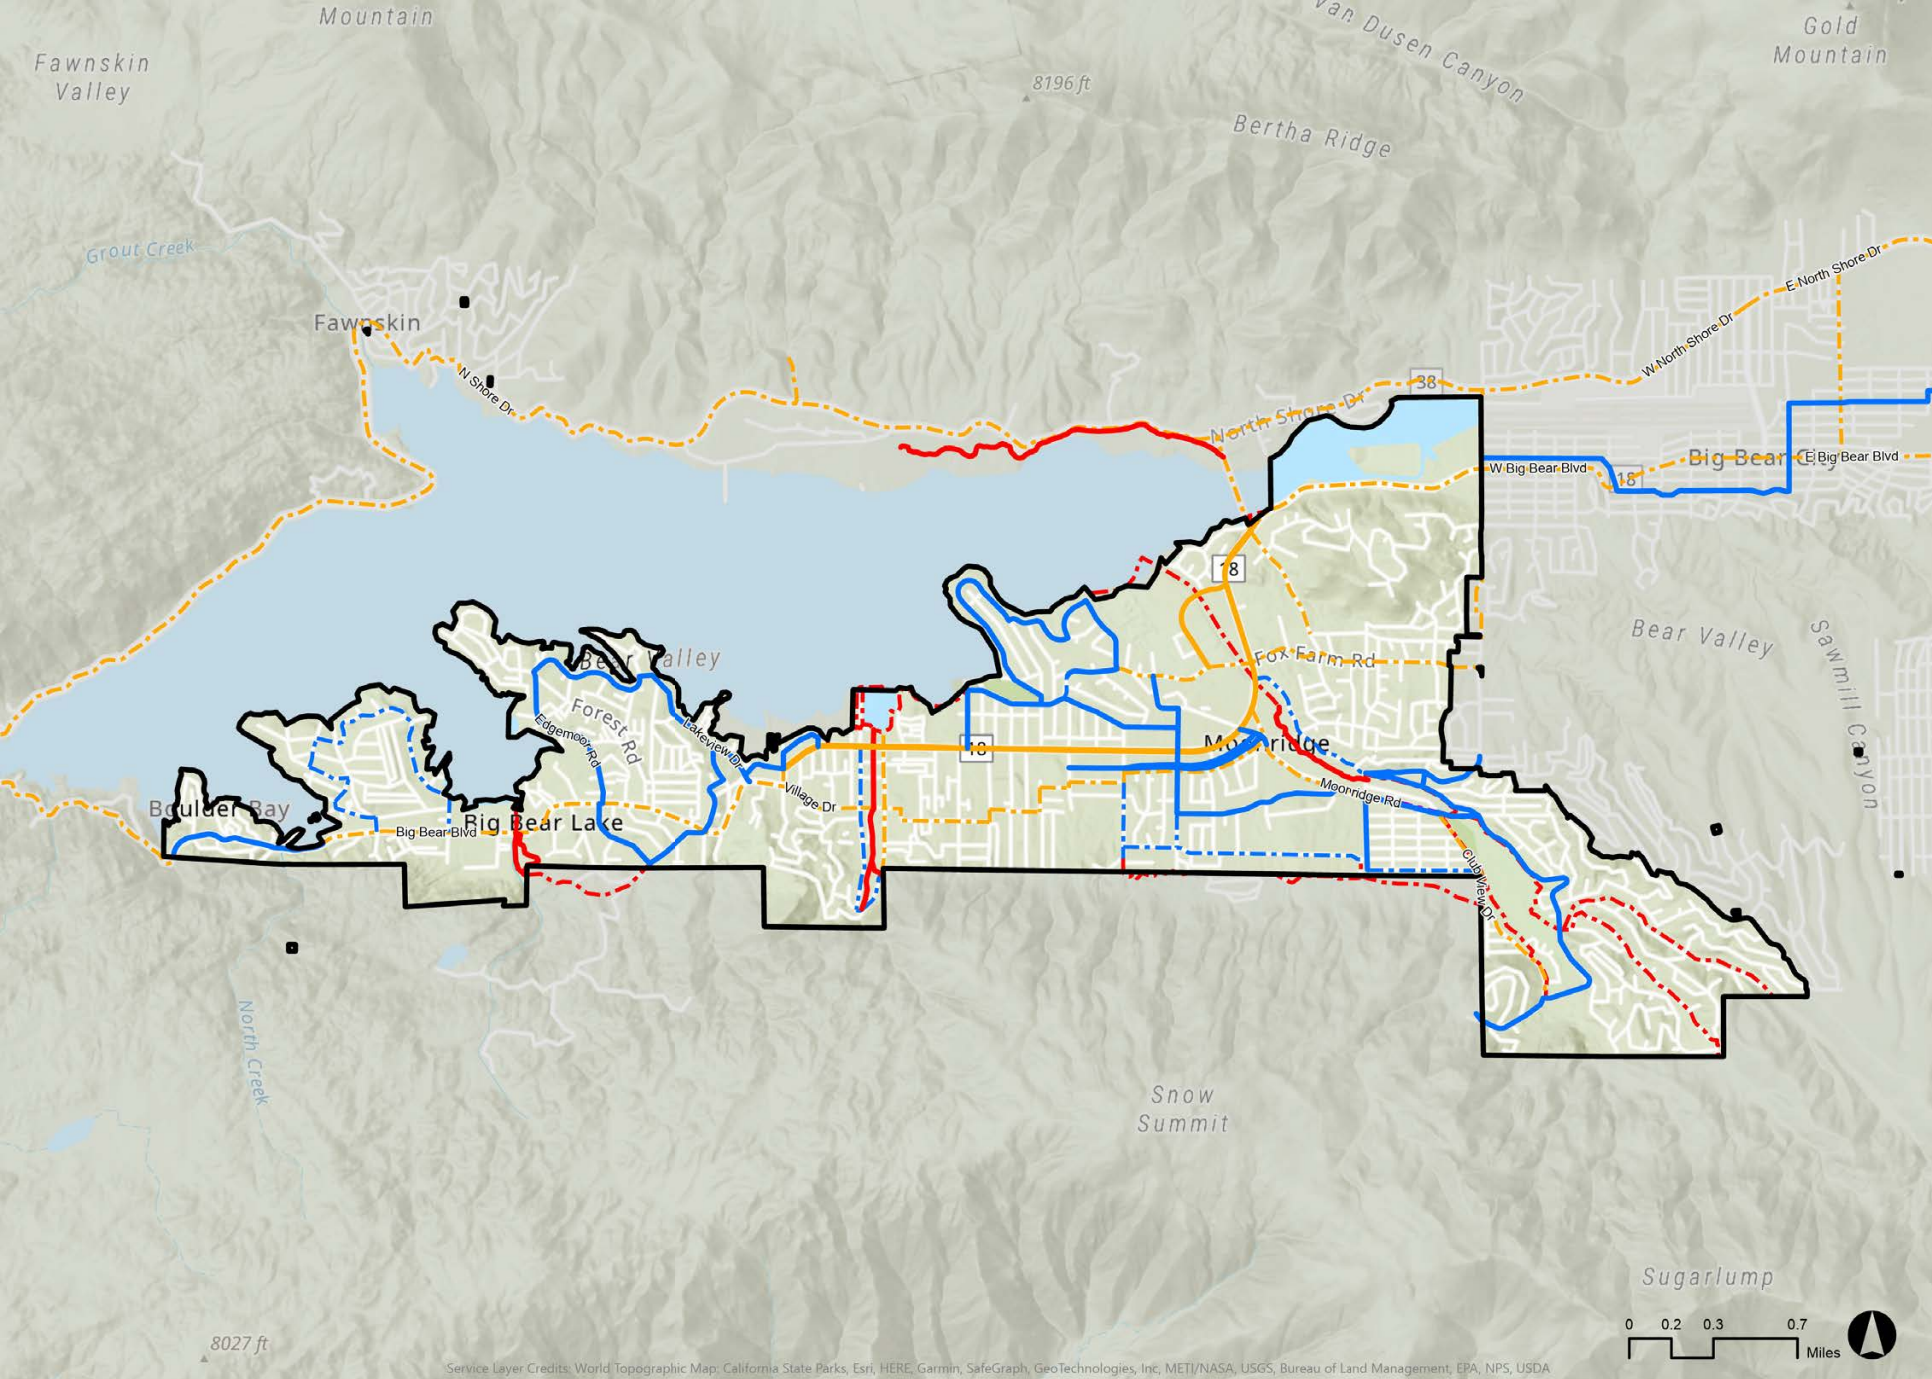 Mountain
Fawnskin
Valley
8196 ft
Van Dusen Canyon
Gold
Mountain
Bertha Ridge
Grout Creek
Fawnskin
N Shore Dr
E North Shore Dr
W North Shore Dr
38
North Shore Dr
W Big Bear Blvd
18
Big Bear City
E Big Bear Blvd
18
Bear Valley
Fox Farm Rd
Bear Valley
Sawmill Canyon
Forest Rd
Edgemoor Rd
Lakeview Dr
18
Moonridge
Moonridge Rd
Village Dr
Boulder Bay
Big Bear Blvd
Big Bear Lake
Club View Dr
North Creek
Snow
Summit
Sugarlump
8027 ft
0 0.2 0.3 0.7
Miles
Service Layer Credits: World Topographic Map: California State Parks, Esri, HERE, Garmin, SafeGraph, GeoTechnologies, Inc, METI/NASA, USGS, Bureau of Land Management, EPA, NPS, USDA